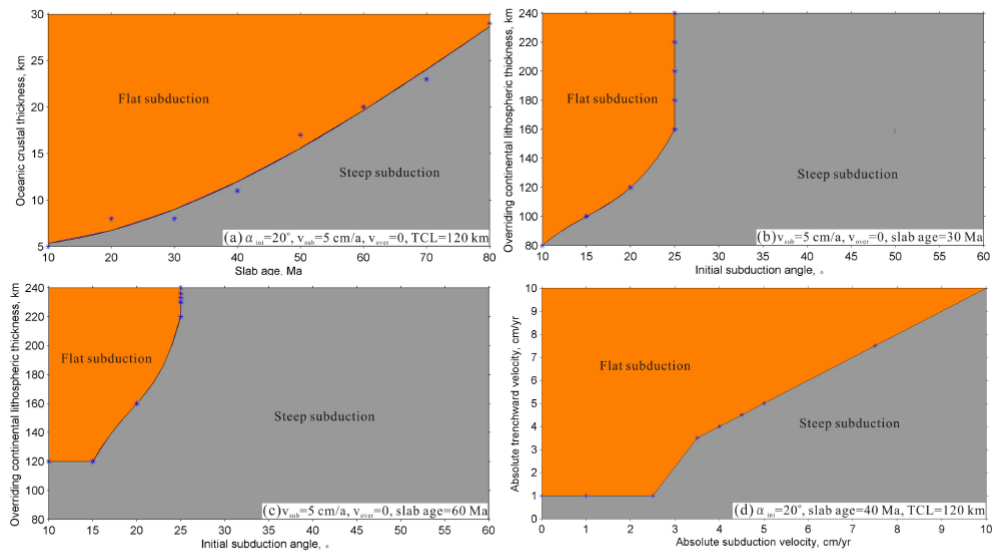 30
25
20
15
10
5
Oceanic crustal thickness, km
Flat subduction
Steep subduction
(a) α ini=20°, vsub=5 cm/a, vover=0, TCL=120 km
10 20 30 40 50 60 70 80
Slab age, Ma
240
220
200
180
160
140
120
100
80
Overriding continental lithospheric thickness, km
Flat subduction
Steep subduction
(b) vsub=5 cm/a, vover=0, slab age=30 Ma
10 15 20 25 30 35 40 45 50 55 60
Initial subduction angle, 。
240
220
200
180
160
140
120
100
80
Overriding continental lithospheric thickness, km
Flat subduction
Steep subduction
(c) vsub=5 cm/a, vover=0, slab age=60 Ma
10 15 20 25 30 35 40 45 50 55 60
Initial subduction angle, 。
10
9
8
7
6
5
4
3
2
1
0
Absolute trenchward velocity, cm/yr
Flat subduction
Steep subduction
(d) α ini=20°, slab age=40 Ma, TCL=120 km
0 1 2 3 4 5 6 7 8 9 10
Absolute subduction velocity, cm/yr